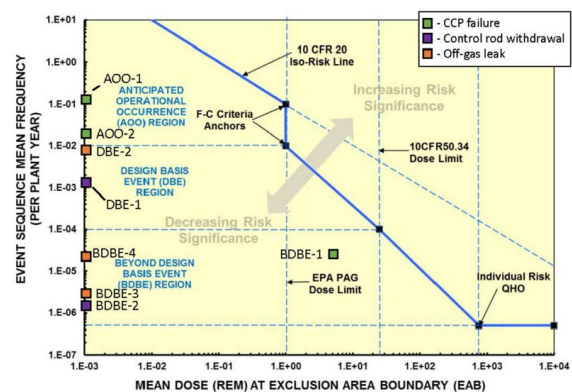 - CCP failure
- Control rod withdrawal
- Off-gas leak
EVENT SEQUENCE MEAN FREQUENCY
(PER PLANT YEAR)
1.E+01
1.E+00
1.E-01
1.E-02
1.E-03
1.E-04
1.E-05
1.E-06
1.E-07
AOO-1
ANTICIPATED
OPERATIONAL
OCCURRENCE
(AOO) REGION
AOO-2
DBE-2
DESIGN BASIS
EVENT (DBE)
REGION
DBE-1
BDBE-4
BEYOND DESIGN
BASIS EVENT
(BDBE) REGION
BDBE-3
BDBE-2
10 CFR 20
Iso-Risk Line
F-C Criteria
Anchors
Increasing Risk
Significance
10CFR50.34
Dose Limit
Decreasing Risk
Significance
BDBE-1
EPA PAG
Dose Limit
Individual Risk
QHO
1.E-03
1.E-02
1.E-01
1.E+00
1.E+01
1.E+02
1.E+03
1.E+04
MEAN DOSE (REM) AT EXCLUSION AREA BOUNDARY (EAB)